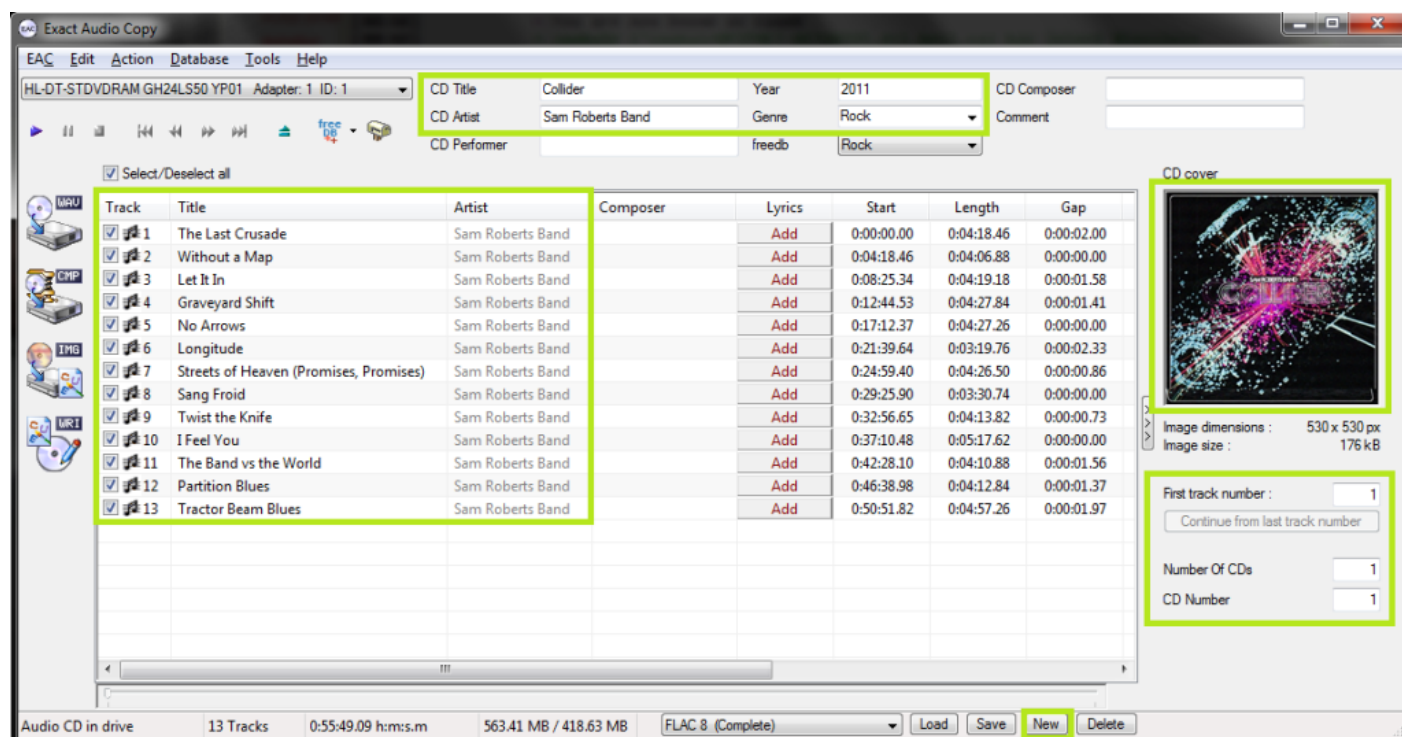 Exact Audio Copy
EAC Edit Action Database Tools Help
HL-DT-STDVDRAM GH24LS50 YP01 Adapter: 1 ID: 1
CD Title Collider Year 2011 CD Composer
CD Artist Sam Roberts Band Genre Rock Comment
CD Performer freedb Rock
free DB
Select/Deselect all CD cover
Track Title Artist Composer Lyrics Start Length Gap
1 The Last Crusade Sam Roberts Band Add 0:00:00.00 0:04:18.46 0:00:02.00
2 Without a Map Sam Roberts Band Add 0:04:18.46 0:04:06.88 0:00:00.00
3 Let It In Sam Roberts Band Add 0:08:25.34 0:04:19.18 0:00:01.58
4 Graveyard Shift Sam Roberts Band Add 0:12:44.53 0:04:27.84 0:00:01.41
5 No Arrows Sam Roberts Band Add 0:17:12.37 0:04:27.26 0:00:00.00
6 Longitude Sam Roberts Band Add 0:21:39.64 0:03:19.76 0:00:02.33
7 Streets of Heaven (Promises, Promises) Sam Roberts Band Add 0:24:59.40 0:04:26.50 0:00:00.86
8 Sang Froid Sam Roberts Band Add 0:29:25.90 0:03:30.74 0:00:00.00
9 Twist the Knife Sam Roberts Band Add 0:32:56.65 0:04:13.82 0:00:00.73
10 I Feel You Sam Roberts Band Add 0:37:10.48 0:05:17.62 0:00:00.00
11 The Band vs the World Sam Roberts Band Add 0:42:28.10 0:04:10.88 0:00:01.56
12 Partition Blues Sam Roberts Band Add 0:46:38.98 0:04:12.84 0:00:01.37
13 Tractor Beam Blues Sam Roberts Band Add 0:50:51.82 0:04:57.26 0:00:01.97
WAV
CMP
IMG
WRI
COLLIDER
Image dimensions : 530 x 530 px
Image size : 176 kB
First track number : 1
Continue from last track number
Number Of CDs 1
CD Number 1
Audio CD in drive 13 Tracks 0:55:49.09 h:m:s.m 563.41 MB / 418.63 MB FLAC 8 (Complete) Load Save New Delete